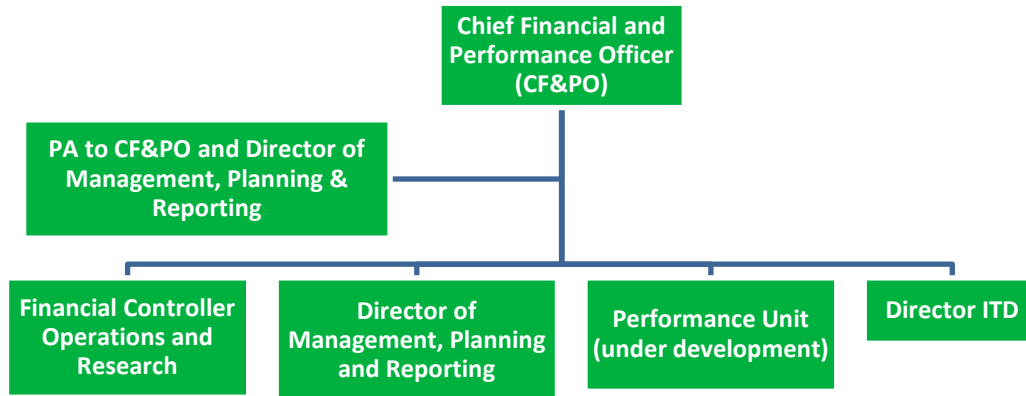 Chief Financial and
Performance Officer
(CF&PO)
PA to CF&PO and Director of
Management, Planning &
Reporting
Financial Controller
Operations and
Research
Director of
Management, Planning
and Reporting
Performance Unit
(under development)
Director ITD